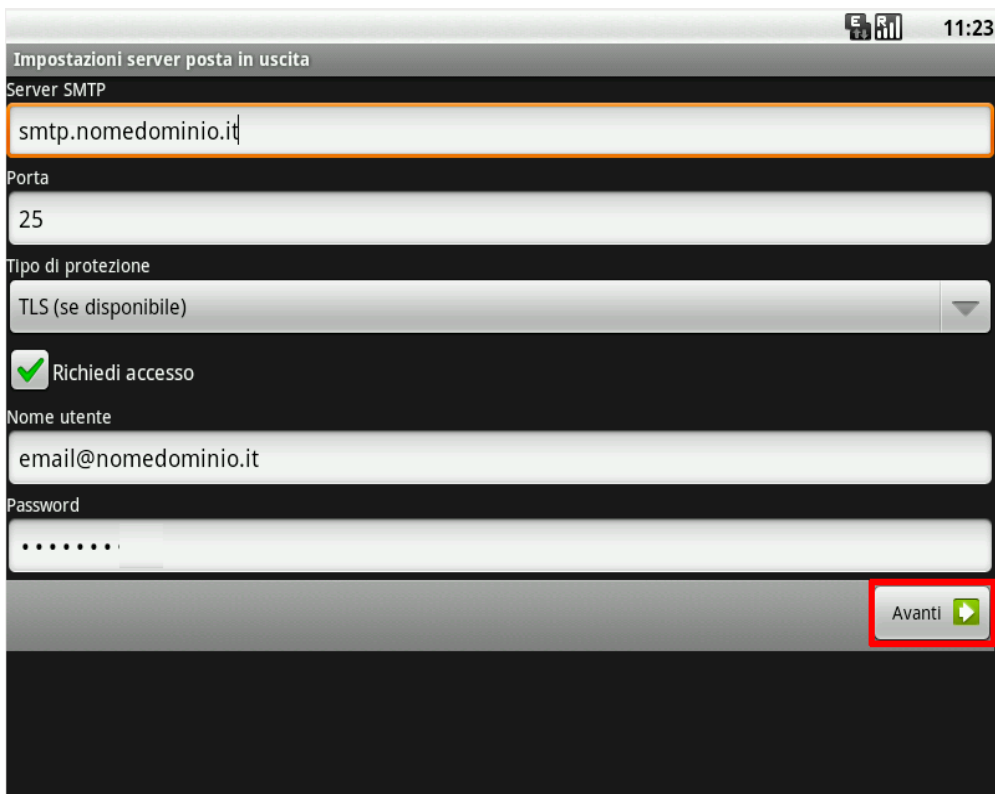 11:23
Impostazioni server posta in uscita
Server SMTP
smtp.nomedominio.it
Porta
25
Tipo di protezione
TLS (se disponibile)
Richiedi accesso
Nome utente
email@nomedominio.it
Password
Avanti